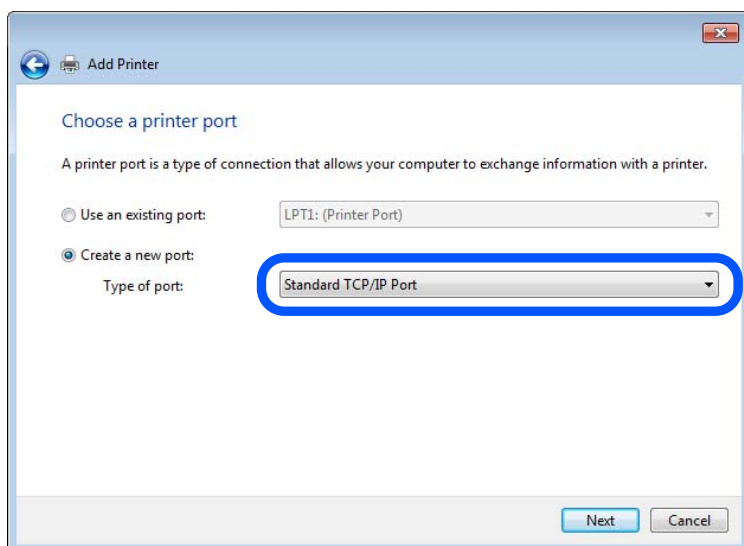 Add Printer
Choose a printer port
A printer port is a type of connection that allows your computer to exchange information with a printer.
Use an existing port: LPT1: (Printer Port)
Create a new port:
Type of port: Standard TCP/IP Port
Next Cancel